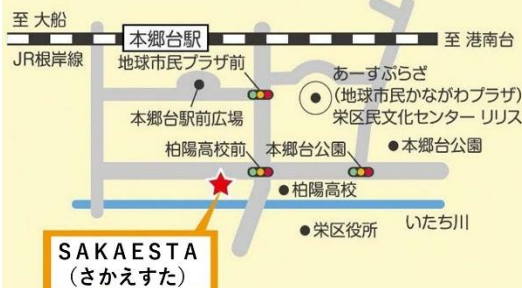 至 大船
本郷台駅
至 港南台
JR根岸線
地球市民プラザ前
あーすぷらざ
(地球市民かながわプラザ)
栄区民文化センター リリス
本郷台駅前広場
柏陽高校前
本郷台公園
●本郷台公園
●柏陽高校
●栄区役所
いたち川
SAKAESTA
(さかえすた)